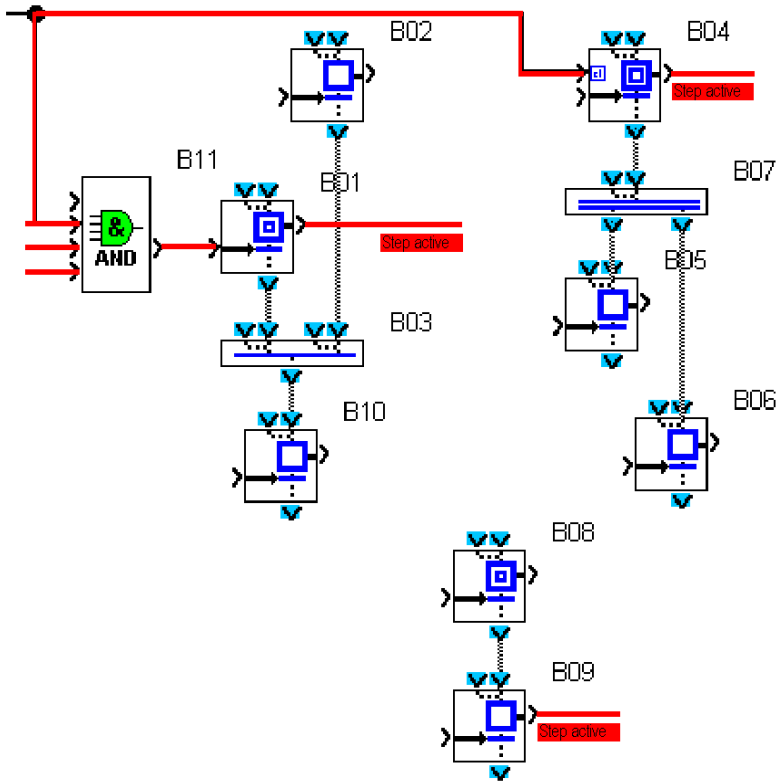 B02
B04
Step active
B11
B01
B07
&
AND
Step active
B05
B03
B10
B06
B08
B09
Step active